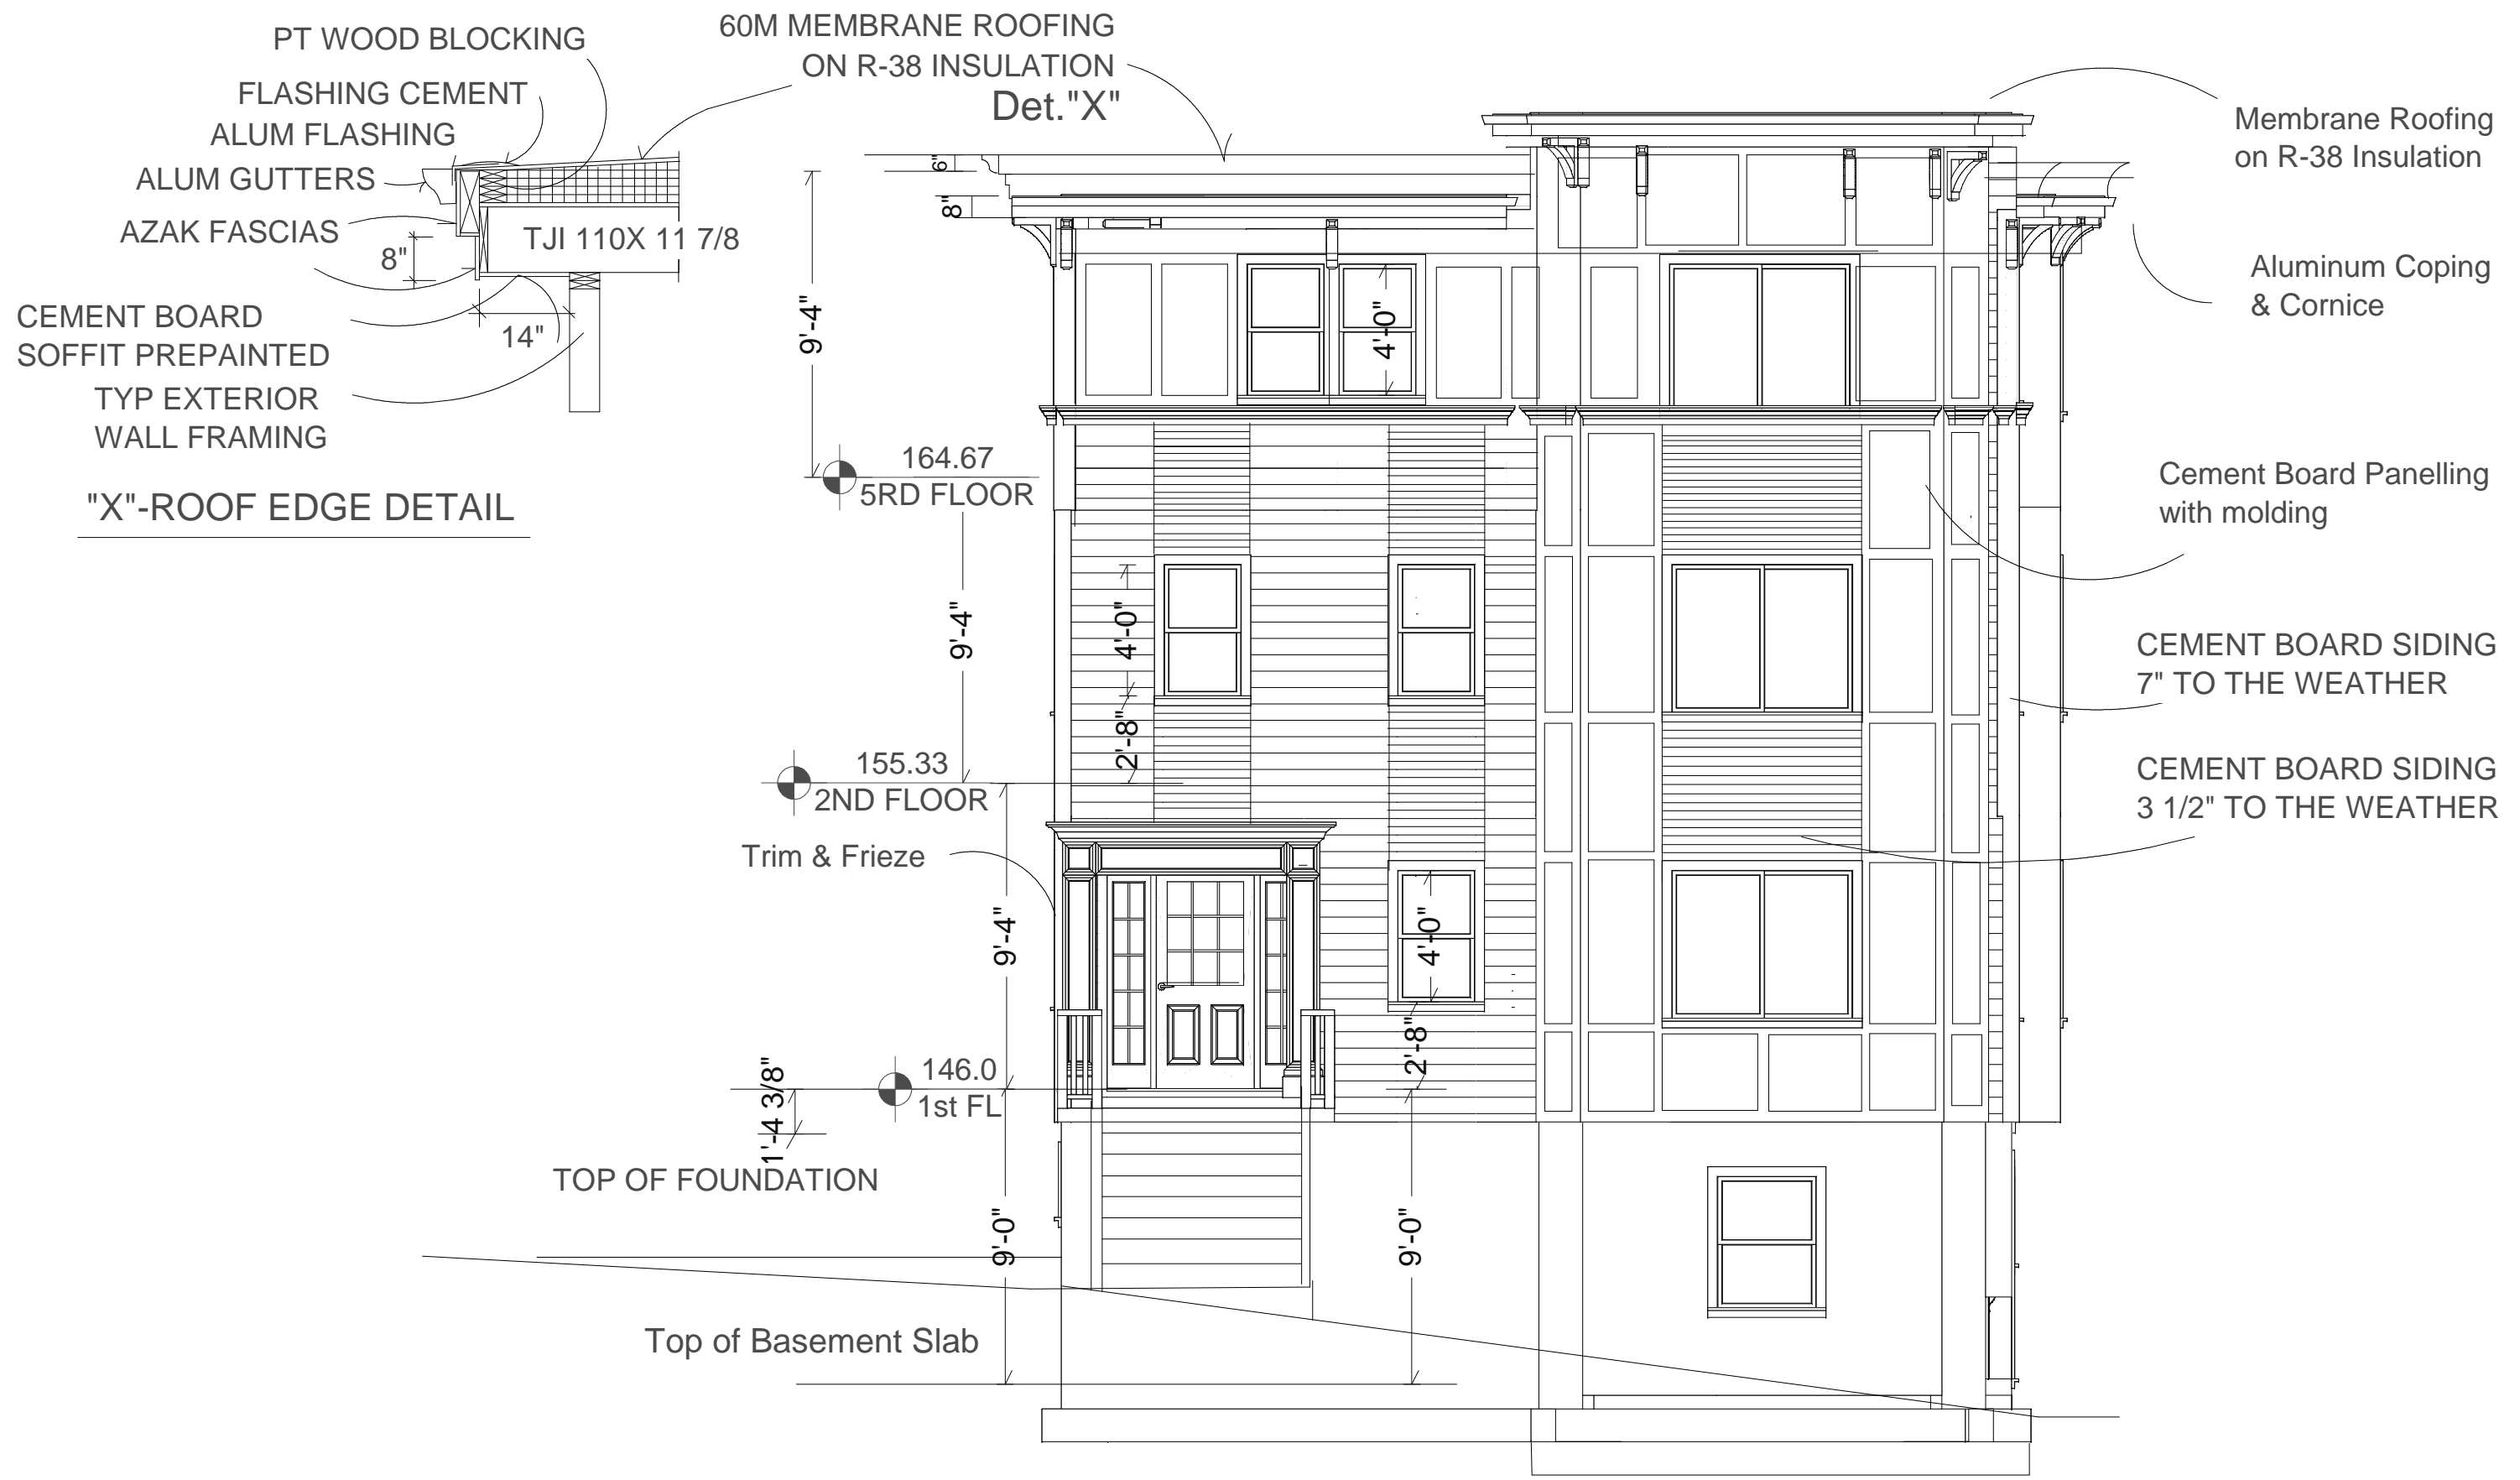 PT WOOD BLOCKING
FLASHING CEMENT
ALUM FLASHING
ALUM GUTTERS
AZAK FASCIAS
8"
TJI 110X 11 7/8
14"
CEMENT BOARD
SOFFIT PREPAINTED
TYP EXTERIOR
WALL FRAMING
"X"-ROOF EDGE DETAIL
60M MEMBRANE ROOFING
ON R-38 INSULATION
Det."X"
6"
8"
9'-4"
4'-0"
164.67
5RD FLOOR
9'-4"
4'-0"
2'-8"
155.33
2ND FLOOR
Trim & Frieze
9'-4"
4'-0"
2'-8"
146.0
1st FL
1'-4 3/8"
TOP OF FOUNDATION
9'-0"
9'-0"
Top of Basement Slab
Membrane Roofing
on R-38 Insulation
Aluminum Coping
& Cornice
Cement Board Panelling
with molding
CEMENT BOARD SIDING
7" TO THE WEATHER
CEMENT BOARD SIDING
3 1/2" TO THE WEATHER